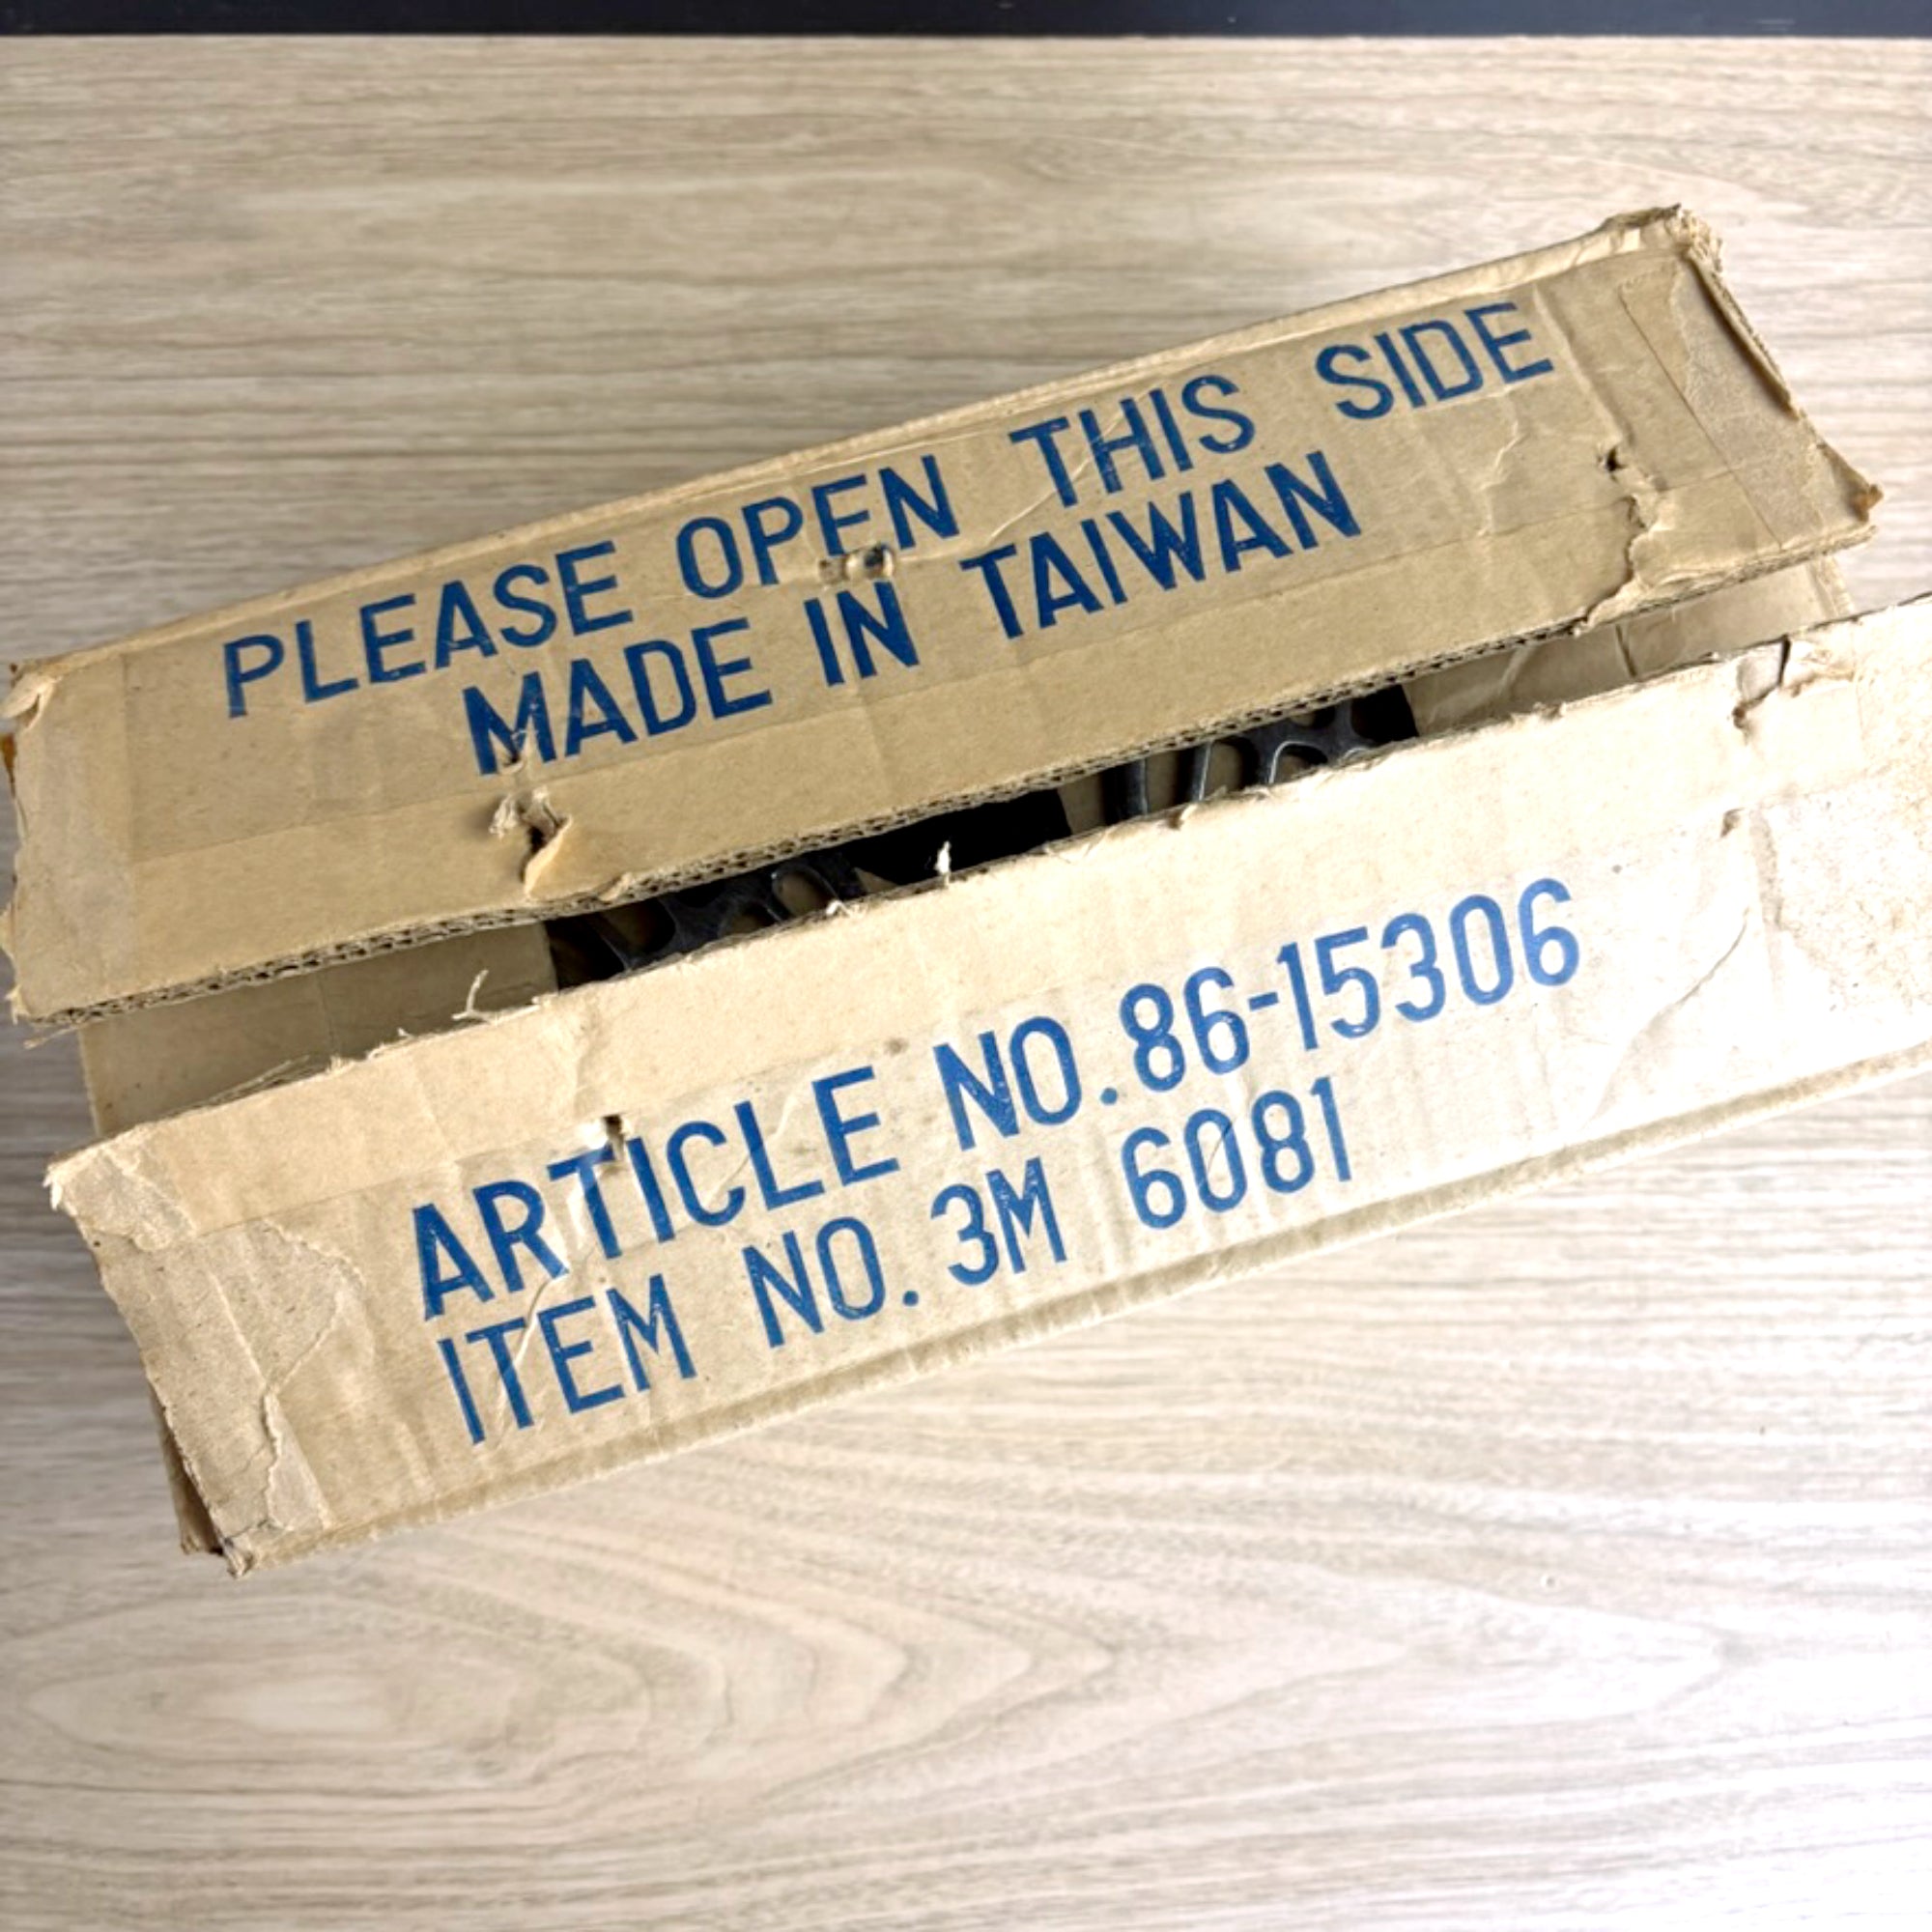 PLEASE OPEN THIS SIDE
MADE IN TAIWAN
ARTICLE NO. 86-15306
ITEM NO. 3M 6081